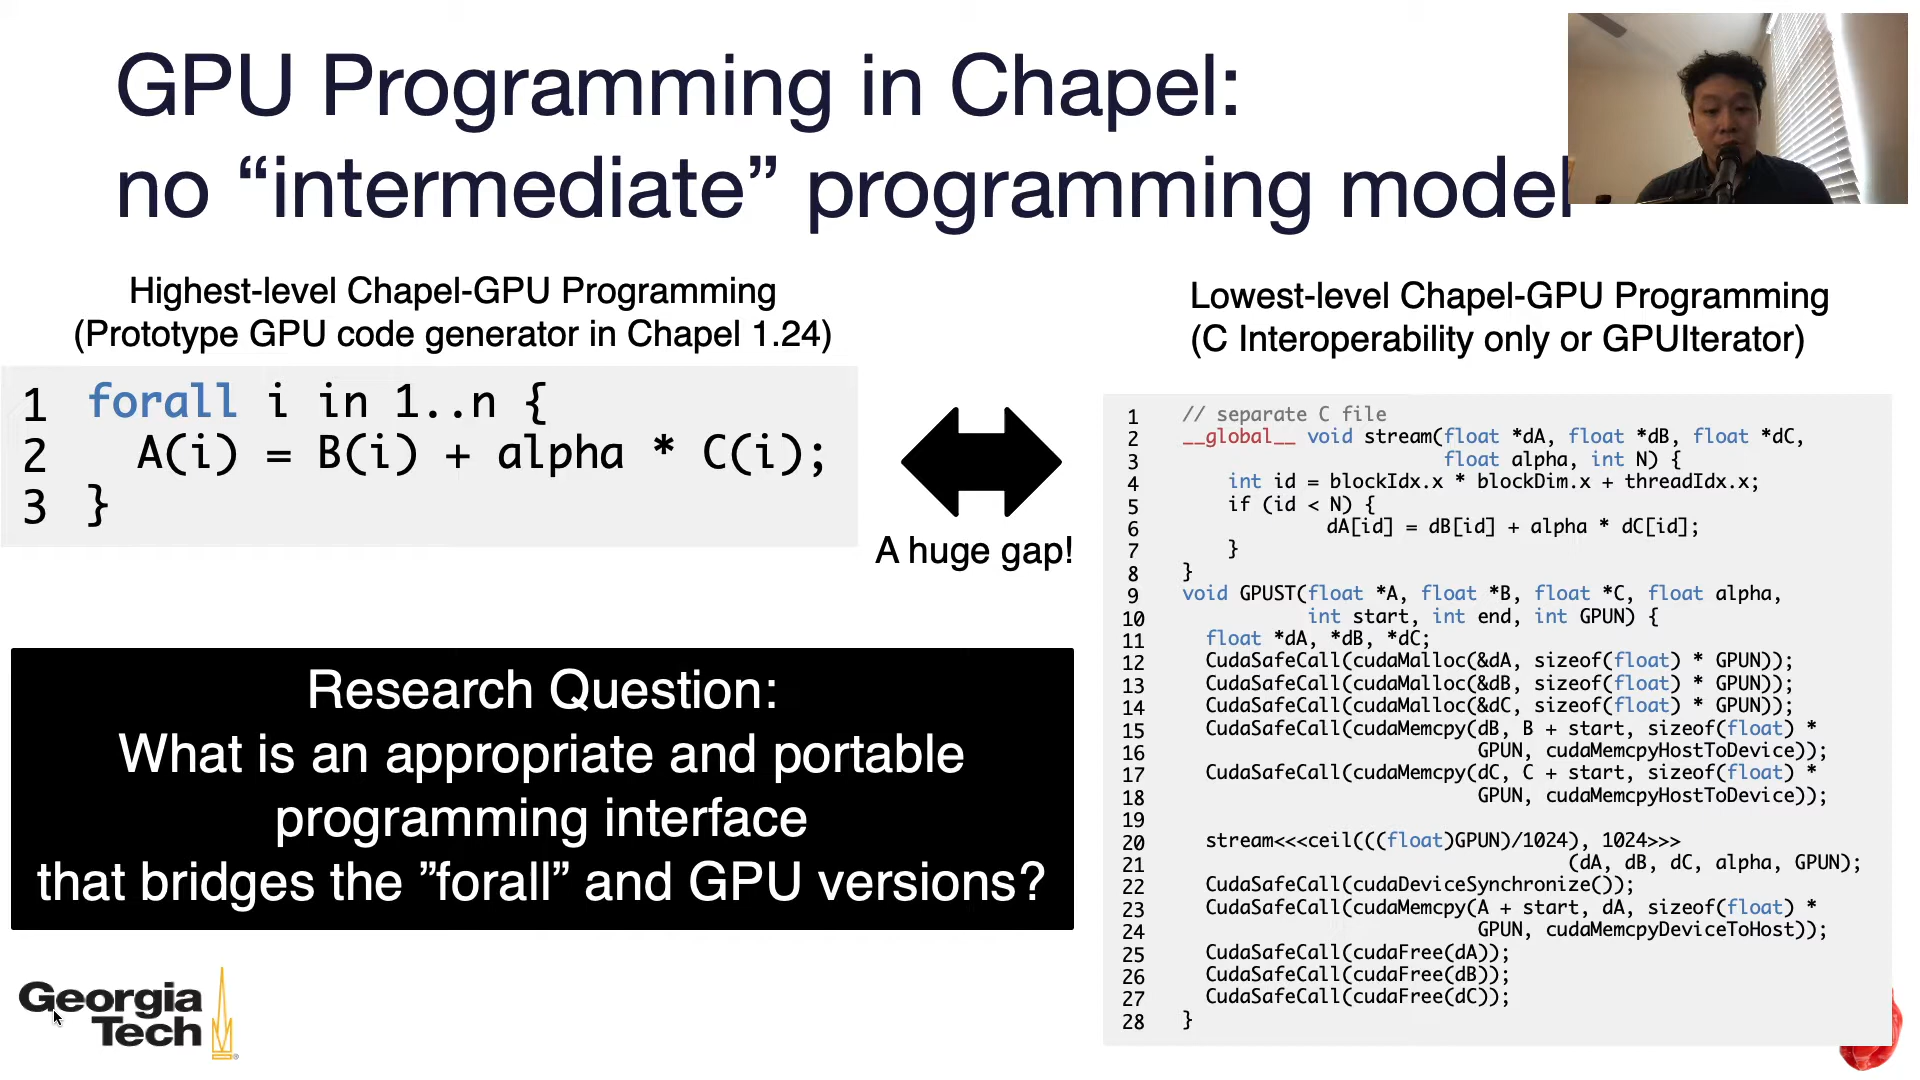 GPU Programming in Chapel:
no “intermediate” programming model
Highest-level Chapel-GPU Programming
(Prototype GPU code generator in Chapel 1.24)
1 forall i in 1..n {
2 A(i) = B(i) + alpha * C(i);
3 }
A huge gap!
Research Question:
What is an appropriate and portable
programming interface
that bridges the ”forall” and GPU versions?
Lowest-level Chapel-GPU Programming
(C Interoperability only or GPUIterator)
1 // separate C file
2 __global__ void stream(float *dA, float *dB, float *dC,
3 float alpha, int N) {
4 int id = blockIdx.x * blockDim.x + threadIdx.x;
5 if (id < N) {
6 dA[id] = dB[id] + alpha * dC[id];
7 }
8 }
9 void GPUST(float *A, float *B, float *C, float alpha,
10 int start, int end, int GPUN) {
11 float *dA, *dB, *dC;
12 CudaSafeCall(cudaMalloc(&dA, sizeof(float) * GPUN));
13 CudaSafeCall(cudaMalloc(&dB, sizeof(float) * GPUN));
14 CudaSafeCall(cudaMalloc(&dC, sizeof(float) * GPUN));
15 CudaSafeCall(cudaMemcpy(dB, B + start, sizeof(float) *
16 GPUN, cudaMemcpyHostToDevice));
17 CudaSafeCall(cudaMemcpy(dC, C + start, sizeof(float) *
18 GPUN, cudaMemcpyHostToDevice));
19
20 stream<<<ceil(((float)GPUN)/1024), 1024>>>
21 (dA, dB, dC, alpha, GPUN);
22 CudaSafeCall(cudaDeviceSynchronize());
23 CudaSafeCall(cudaMemcpy(A + start, dA, sizeof(float) *
24 GPUN, cudaMemcpyDeviceToHost));
25 CudaSafeCall(cudaFree(dA));
26 CudaSafeCall(cudaFree(dB));
27 CudaSafeCall(cudaFree(dC));
28 }
Georgia
Tech